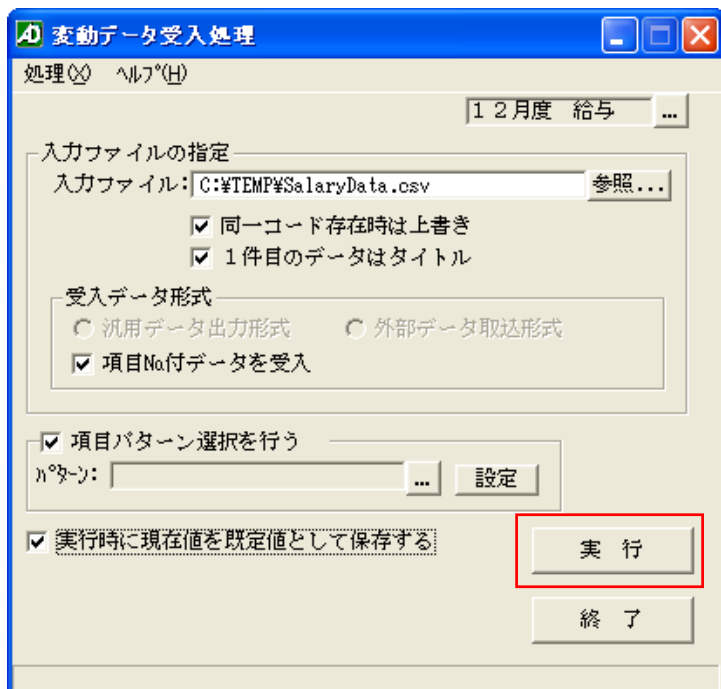 変動データ受入処理
処理(X) ﾍﾙﾌﾟ(H)
１２月度　給与 ...
入力ファイルの指定
入力ファイル: C:¥TEMP¥SalaryData.csv 参照...
同一コード存在時は上書き
１件目のデータはタイトル
受入データ形式
汎用データ出力形式 外部データ取込形式
項目№付データを受入
項目パターン選択を行う
ﾊﾟﾀｰﾝ: ... 設定
実行時に現在値を既定値として保存する
実　行
終　了